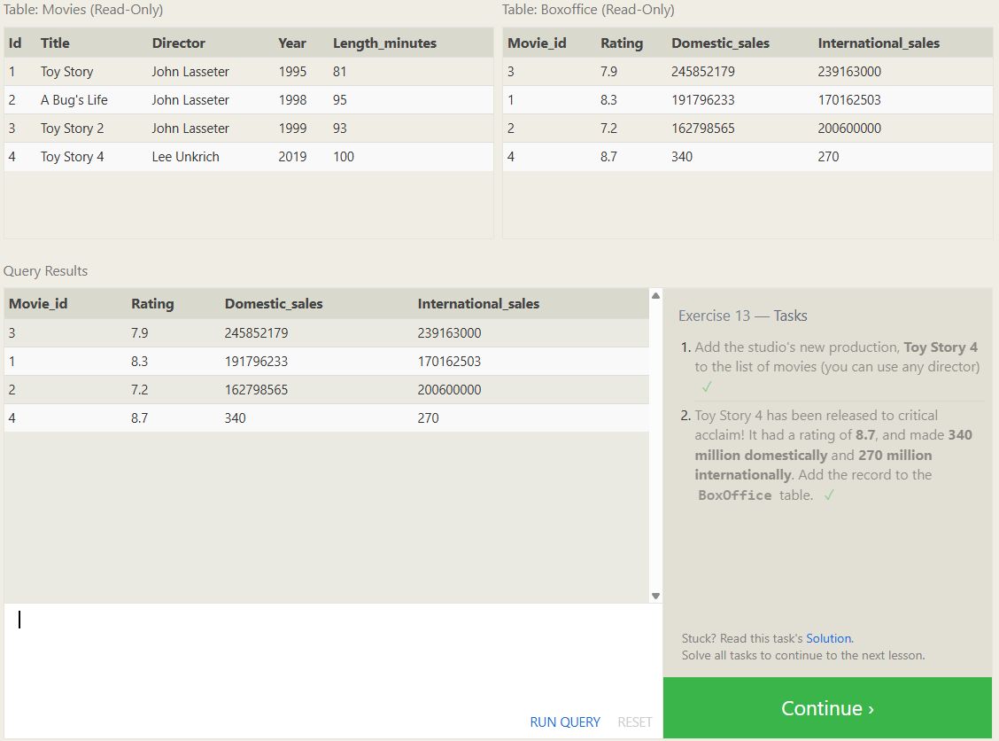 Table: Movies (Read-Only)
Id Title Director Year Length_minutes
1 Toy Story John Lasseter 1995 81
2 A Bug's Life John Lasseter 1998 95
3 Toy Story 2 John Lasseter 1999 93
4 Toy Story 4 Lee Unkrich 2019 100
Table: Boxoffice (Read-Only)
Movie_id Rating Domestic_sales International_sales
3 7.9 245852179 239163000
1 8.3 191796233 170162503
2 7.2 162798565 200600000
4 8.7 340 270
Query Results
Movie_id Rating Domestic_sales International_sales
3 7.9 245852179 239163000
1 8.3 191796233 170162503
2 7.2 162798565 200600000
4 8.7 340 270
RUN QUERY RESET
Exercise 13 — Tasks
1. Add the studio's new production, Toy Story 4
to the list of movies (you can use any director)
✓
2. Toy Story 4 has been released to critical
acclaim! It had a rating of 8.7, and made 340
million domestically and 270 million
internationally. Add the record to the
BoxOffice table. ✓
Stuck? Read this task's Solution.
Solve all tasks to continue to the next lesson.
Continue ›